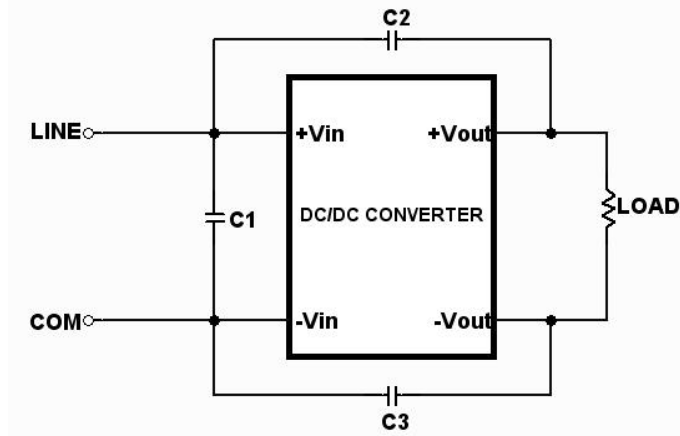 C2
LINE
+Vin
+Vout
C1
DC/DC CONVERTER
LOAD
COM
-Vin
-Vout
C3